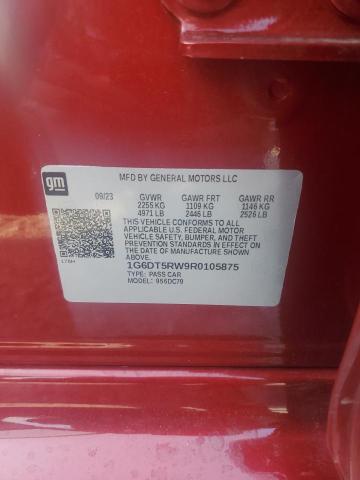 gm
MFD BY GENERAL MOTORS LLC
09/23 GVWR GAWR FRT GAWR RR
2255 KG 1109 KG 1146 KG
4971 LB 2446 LB 2526 LB
THIS VEHICLE CONFORMS TO ALL
APPLICABLE U.S. FEDERAL MOTOR
VEHICLE SAFETY, BUMPER, AND THEFT
PREVENTION STANDARDS IN EFFECT ON
THE DATE OF MANUFACTURE SHOWN
ABOVE.
1G6DT5RW9R0105875
TYPE: PASS CAR
MODEL: 956DC79